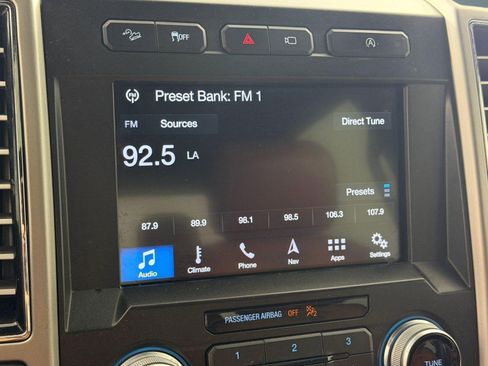 OFF
A
FM
Preset Bank: FM 1
FM Sources Direct Tune
92.5 LA
Presets
87.9 89.9 98.1 98.5 106.3 107.9
Audio Climate Phone Nav Apps Settings
PASSENGER AIRBAG OFF
1 2 3
TUNE